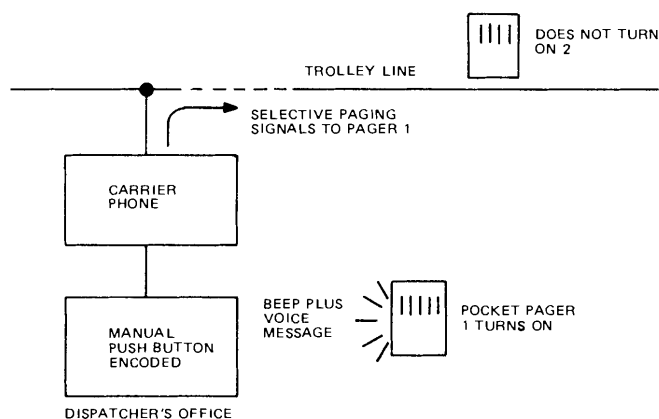 DOES NOT TURN
ON 2
TROLLEY LINE
SELECTIVE PAGING
SIGNALS TO PAGER 1
CARRIER
PHONE
MANUAL
PUSH BUTTON
ENCODED
BEEP PLUS
VOICE
MESSAGE
POCKET PAGER
1 TURNS ON
DISPATCHER'S OFFICE